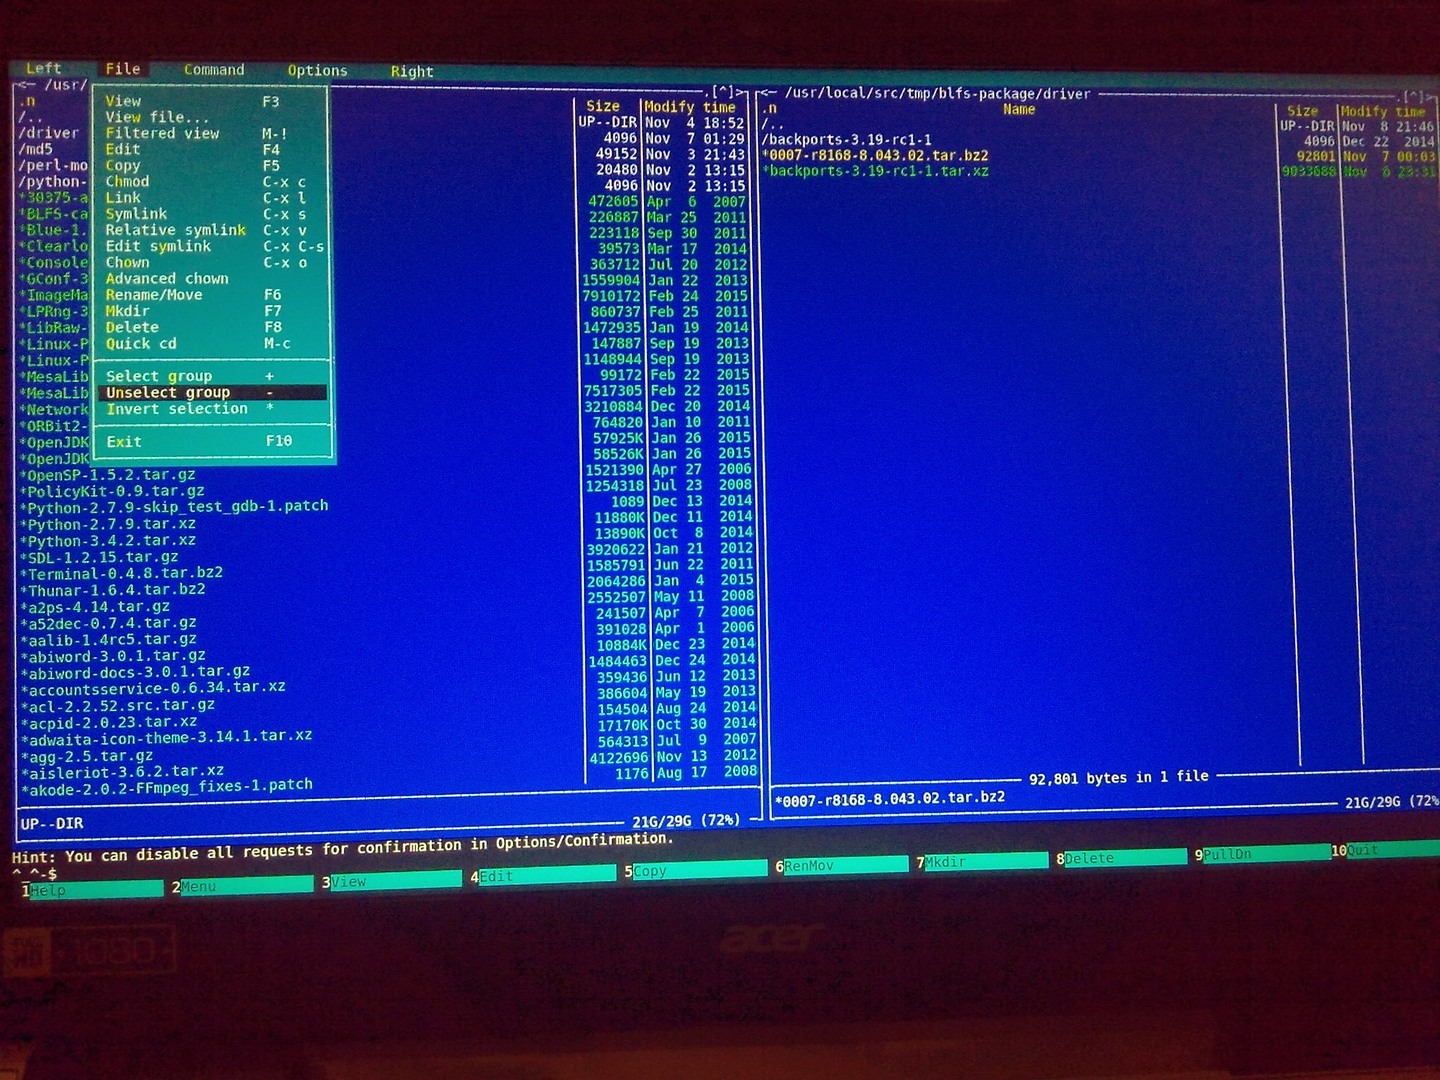 Left File Command Options Right
<— /usr/ .[^]>
.n Size Modify time
/.. UP--DIR Nov 4 18:52
/driver 4096 Nov 7 01:29
/md5 49152 Nov 3 21:43
/perl-mo 20480 Nov 2 13:15
/python- 4096 Nov 2 13:15
*30375-a 472605 Apr 6 2007
*BLFS-ca 226887 Mar 25 2011
*Blue-1. 223118 Sep 30 2011
*Clearlo 39573 Mar 17 2014
*Console 363712 Jul 20 2012
*GConf-3 1559904 Jan 22 2013
*ImageMa 7910172 Feb 24 2015
*LPRng-3 860737 Feb 25 2011
*LibRaw- 1472935 Jan 19 2014
*Linux-P 147887 Sep 19 2013
*Linux-P 1148944 Sep 19 2013
*MesaLib 99172 Feb 22 2015
*MesaLib 7517305 Feb 22 2015
*Network 3210884 Dec 20 2014
*ORBit2- 764820 Jan 10 2011
*OpenJDK 57925K Jan 26 2015
*OpenJDK 58526K Jan 26 2015
*OpenSP-1.5.2.tar.gz 1521390 Apr 27 2006
*PolicyKit-0.9.tar.gz 1254318 Jul 23 2008
*Python-2.7.9-skip_test_gdb-1.patch 1089 Dec 13 2014
*Python-2.7.9.tar.xz 11880K Dec 11 2014
*Python-3.4.2.tar.xz 13890K Oct 8 2014
*SDL-1.2.15.tar.gz 3920622 Jan 21 2012
*Terminal-0.4.8.tar.bz2 1585791 Jun 22 2011
*Thunar-1.6.4.tar.bz2 2064286 Jan 4 2015
*a2ps-4.14.tar.gz 2552507 May 11 2008
*a52dec-0.7.4.tar.gz 241507 Apr 7 2006
*aalib-1.4rc5.tar.gz 391028 Apr 1 2006
*abiword-3.0.1.tar.gz 10884K Dec 23 2014
*abiword-docs-3.0.1.tar.gz 1484463 Dec 24 2014
*accountsservice-0.6.34.tar.xz 359436 Jun 12 2013
*acl-2.2.52.src.tar.gz 386604 May 19 2013
*acpid-2.0.23.tar.xz 154504 Aug 24 2014
*adwaita-icon-theme-3.14.1.tar.xz 17170K Oct 30 2014
*agg-2.5.tar.gz 564313 Jul 9 2007
*aisleriot-3.6.2.tar.xz 4122696 Nov 13 2012
*akode-2.0.2-FFmpeg_fixes-1.patch 1176 Aug 17 2008
UP--DIR
21G/29G (72%)
View F3
View file...
Filtered view M-!
Edit F4
Copy F5
Chmod C-x c
Link C-x l
Symlink C-x s
Relative symlink C-x v
Edit symlink C-x C-s
Chown C-x o
Advanced chown
Rename/Move F6
Mkdir F7
Delete F8
Quick cd M-c
Select group +
Unselect group -
Invert selection *
Exit F10
<— /usr/local/src/tmp/blfs-package/driver .[^]>
.n Name Size Modify time
/.. UP--DIR Nov 8 21:46
/backports-3.19-rc1-1 4096 Dec 22 2014
*0007-r8168-8.043.02.tar.bz2 92801 Nov 7 00:03
*backports-3.19-rc1-1.tar.xz 9033688 Nov 23:31
92,801 bytes in 1 file
*0007-r8168-8.043.02.tar.bz2
21G/29G (72%
Hint: You can disable all requests for confirmation in Options/Confirmation.
^_^-$
1Help 2Menu 3View 4Edit 5Copy 6RenMov 7Mkdir 8Delete 9PullDn 10Quit
1080
acer